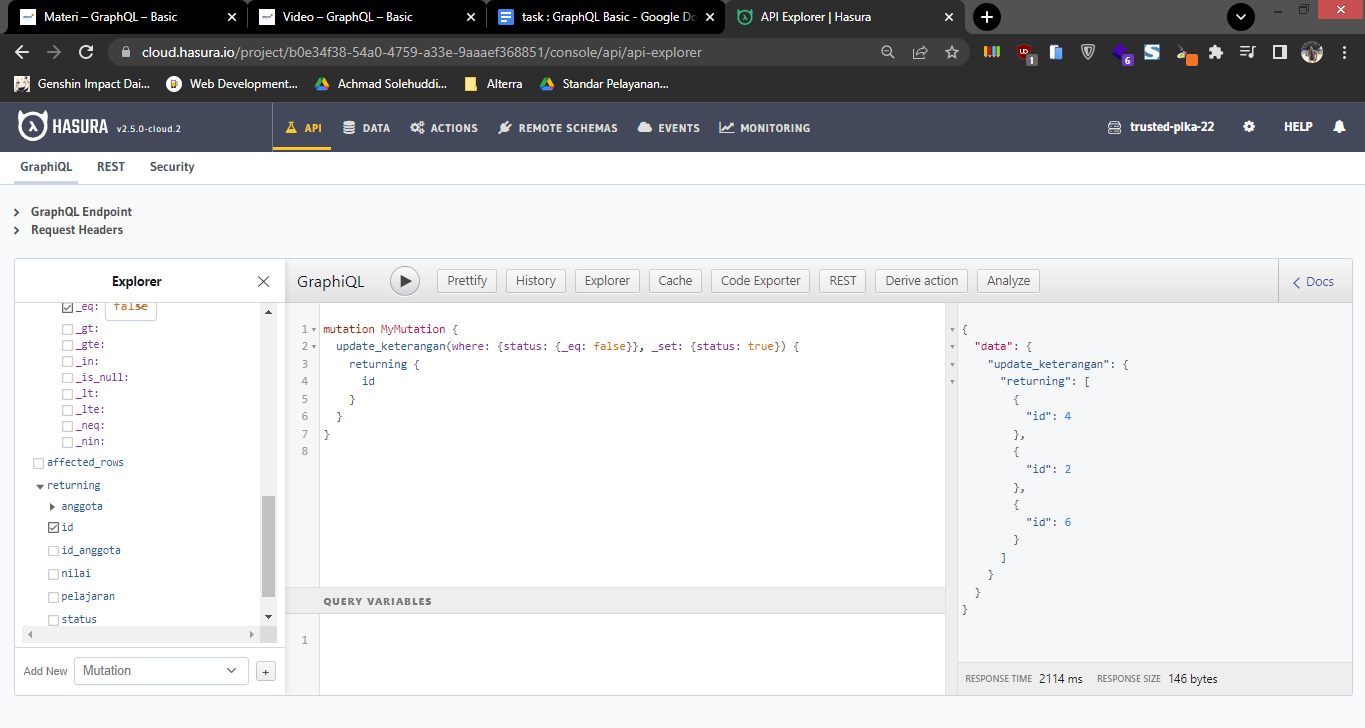 Materi – GraphQL – Basic
Video – GraphQL – Basic
task : GraphQL Basic - Google Do
API Explorer | Hasura
cloud.hasura.io/project/b0e34f38-54a0-4759-a33e-9aaaef368851/console/api/api-explorer
1
6
Genshin Impact Dai...
Web Development...
Achmad Solehuddi...
Alterra
Standar Pelayanan...
HASURA v2.5.0-cloud.2
API
DATA
ACTIONS
REMOTE SCHEMAS
EVENTS
MONITORING
trusted-pika-22
HELP
GraphiQL
REST
Security
GraphQL Endpoint
Request Headers
Explorer
GraphiQL
Prettify
History
Explorer
Cache
Code Exporter
REST
Derive action
Analyze
Docs
_eq: false
_gt:
_gte:
_in:
_is_null:
_lt:
_lte:
_neq:
_nin:
affected_rows
returning
anggota
id
id_anggota
nilai
pelajaran
status
Add New Mutation +
1 mutation MyMutation {
2 update_keterangan(where: {status: {_eq: false}}, _set: {status: true}) {
3 returning {
4 id
5 }
6 }
7 }
8
QUERY VARIABLES
1
{
"data": {
"update_keterangan": {
"returning": [
{
"id": 4
},
{
"id": 2
},
{
"id": 6
}
]
}
}
}
RESPONSE TIME 2114 ms RESPONSE SIZE 146 bytes